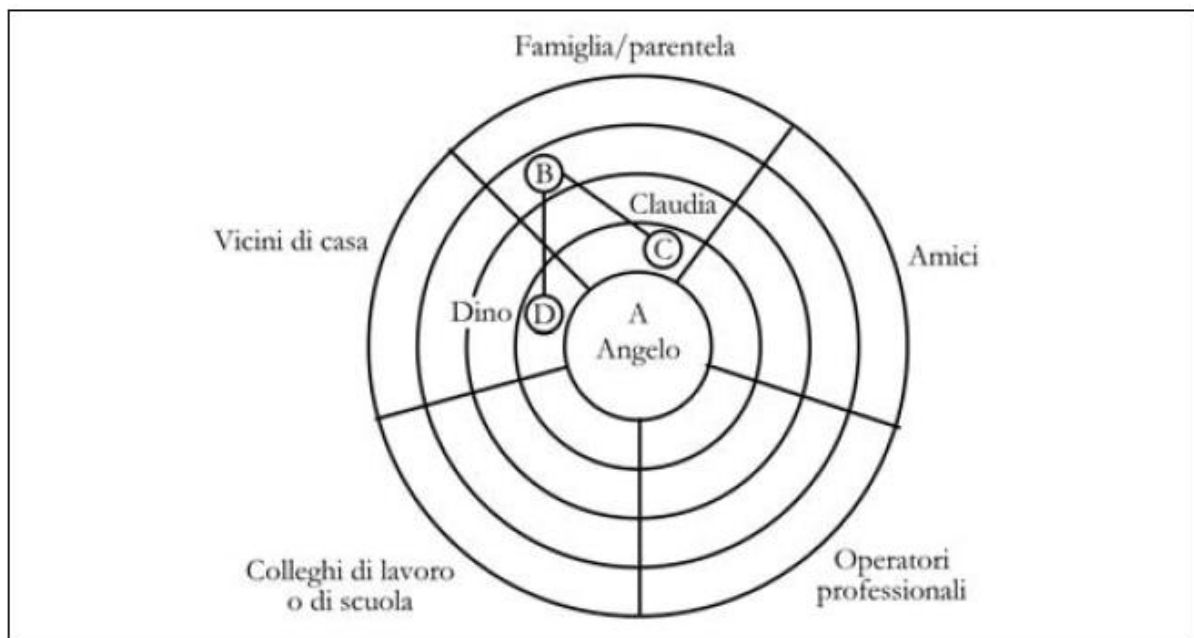 Famiglia/parentela
B
Claudia
Vicini di casa
C
Amici
Dino
D
A
Angelo
Colleghi di lavoro
o di scuola
Operatori
professionali